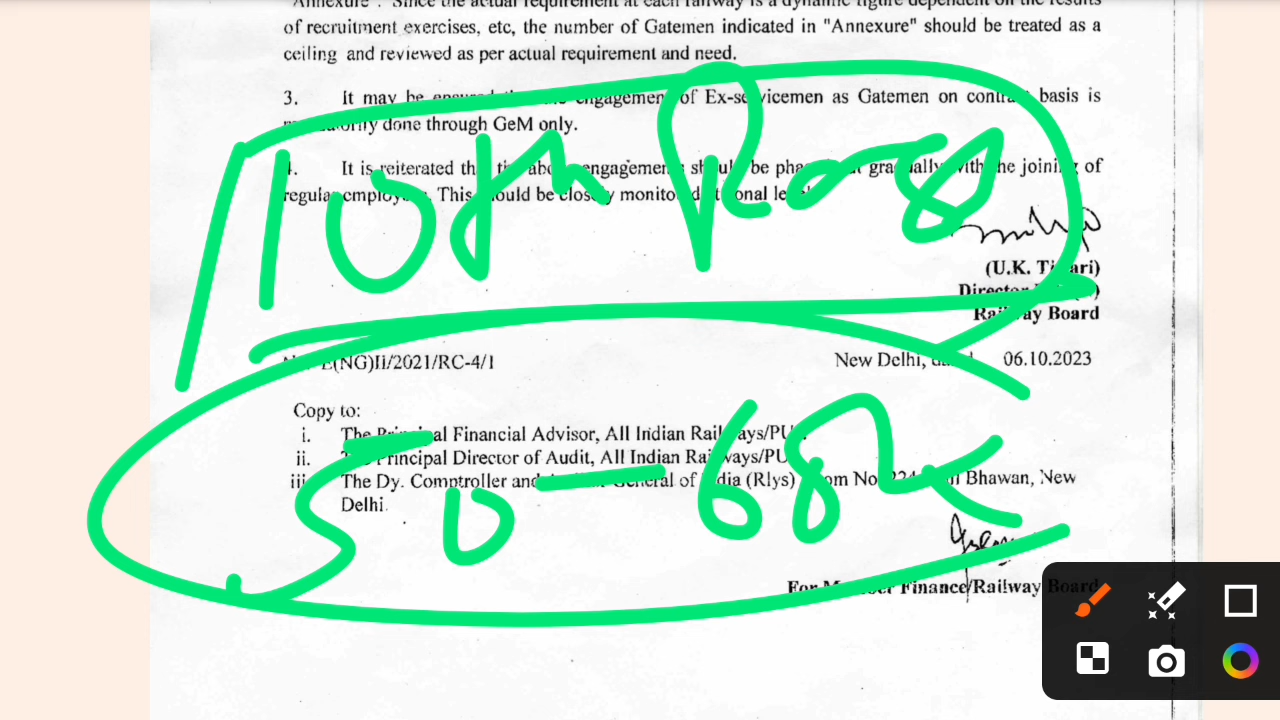 "Annexure". Since the actual requirement at each railway is a dynamic figure dependent on the results
of recruitment exercises, etc, the number of Gatemen indicated in "Annexure" should be treated as a
ceiling and reviewed as per actual requirement and need.
3. It may be ensured engagement of Ex-servicemen as Gatemen on contract basis is
done through GeM only.
4. It is reiterated that the above engagement should be phased out gradually with the joining of
regular employees. This should be closely monitored at zonal level.
10th Pass
(U.K. Tiwari)
Director
Railway Board
No. E(NG)II/2021/RC-4/1 New Delhi, dated 06.10.2023
50 - 68k
Copy to:
i. The Principal Financial Advisor, All Indian Railways/PUs.
ii. The Principal Director of Audit, All Indian Railways/PUs.
iii. The Dy. Comptroller and General of India (Rlys) Room No. 224 Bhawan, New
Delhi.
For Member Finance/Railway Board